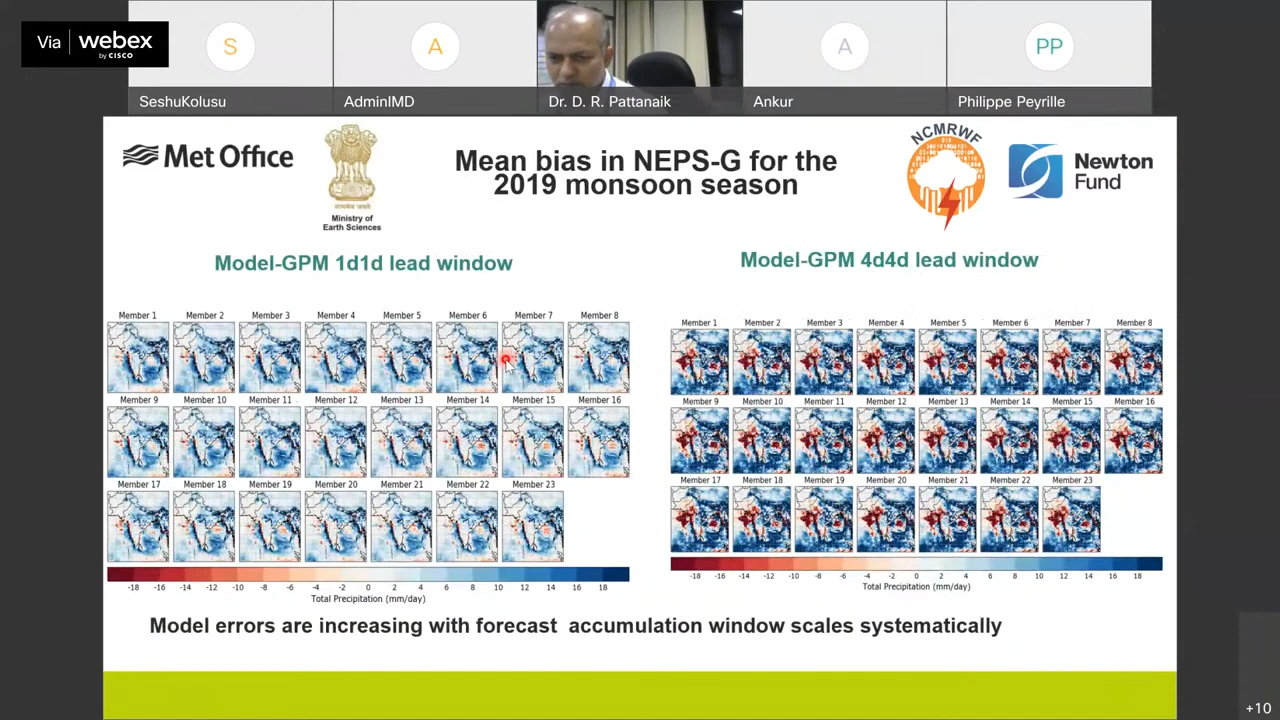 Via webex
by CISCO
S
A
A
PP
SeshuKolusu
AdminIMD
Dr. D. R. Pattanaik
Ankur
Philippe Peyrille
Met Office
Ministry of
Earth Sciences
Mean bias in NEPS-G for the
2019 monsoon season
NCMRWF
Newton
Fund
Model-GPM 1d1d lead window
Member 1 Member 2 Member 3 Member 4 Member 5 Member 6 Member 7 Member 8
Member 9 Member 10 Member 11 Member 12 Member 13 Member 14 Member 15 Member 16
Member 17 Member 18 Member 19 Member 20 Member 21 Member 22 Member 23
-18 -16 -14 -12 -10 -8 -6 -4 -2 0 2 4 6 8 10 12 14 16 18
Total Precipitation (mm/day)
Model-GPM 4d4d lead window
Member 1 Member 2 Member 3 Member 4 Member 5 Member 6 Member 7 Member 8
Member 9 Member 10 Member 11 Member 12 Member 13 Member 14 Member 15 Member 16
Member 17 Member 18 Member 19 Member 20 Member 21 Member 22 Member 23
-18 -16 -14 -12 -10 -8 -6 -4 -2 0 2 4 6 8 10 12 14 16 18
Total Precipitation (mm/day)
Model errors are increasing with forecast accumulation window scales systematically
+10